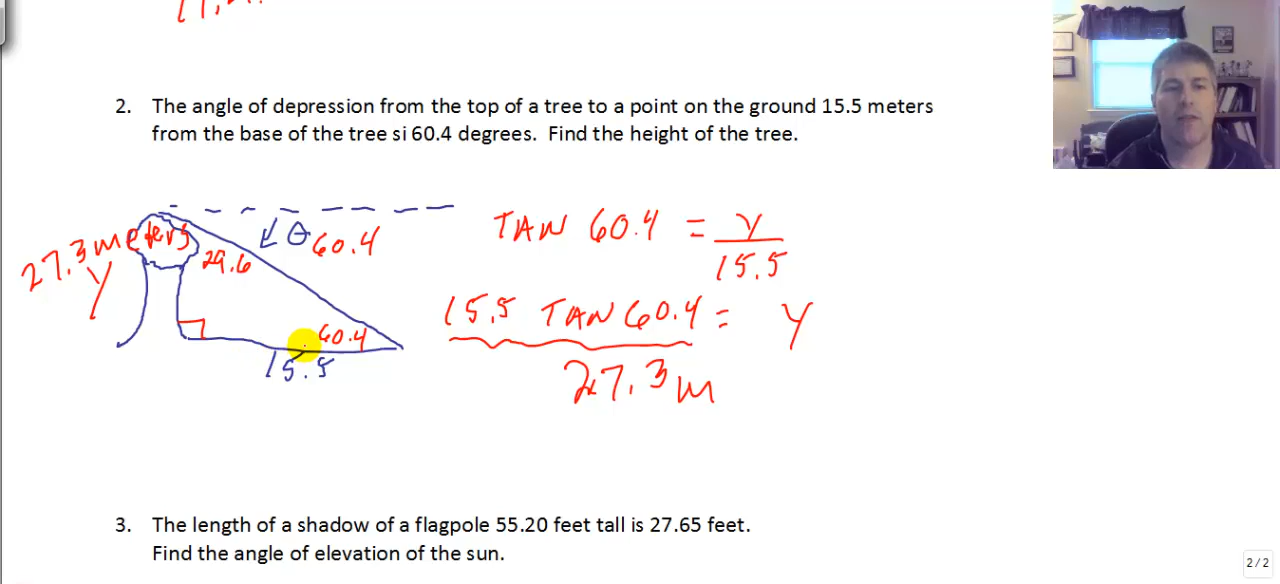 2. The angle of depression from the top of a tree to a point on the ground 15.5 meters
from the base of the tree si 60.4 degrees. Find the height of the tree.
27.3 meters
Y
29.6
θ 60.4
60.4
15.5
TAN 60.4 = Y / 15.5
15.5 TAN 60.4 = Y
27.3 m
3. The length of a shadow of a flagpole 55.20 feet tall is 27.65 feet.
Find the angle of elevation of the sun.
2 / 2